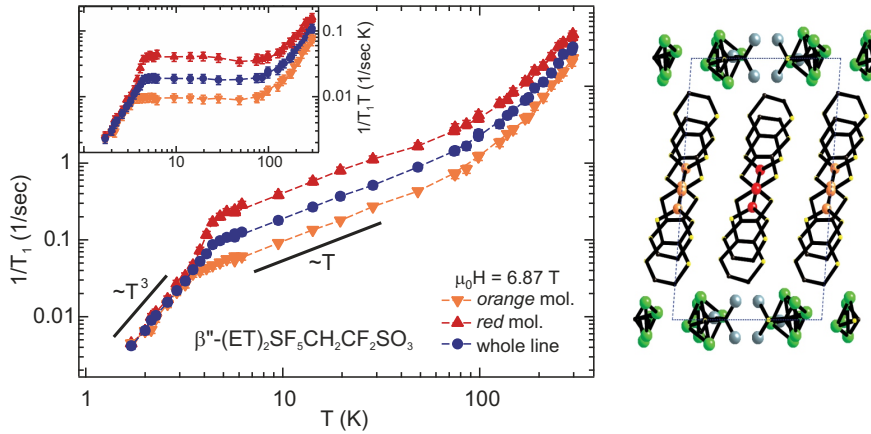 0.1
0.01
10
100
1/T₁T (1/sec K)
1
0.1
0.01
1/T₁ (1/sec)
~T³
~T
μ₀H = 6.87 T
orange mol.
red mol.
whole line
β"-(ET)₂SF₅CH₂CF₂SO₃
1
10
100
T (K)